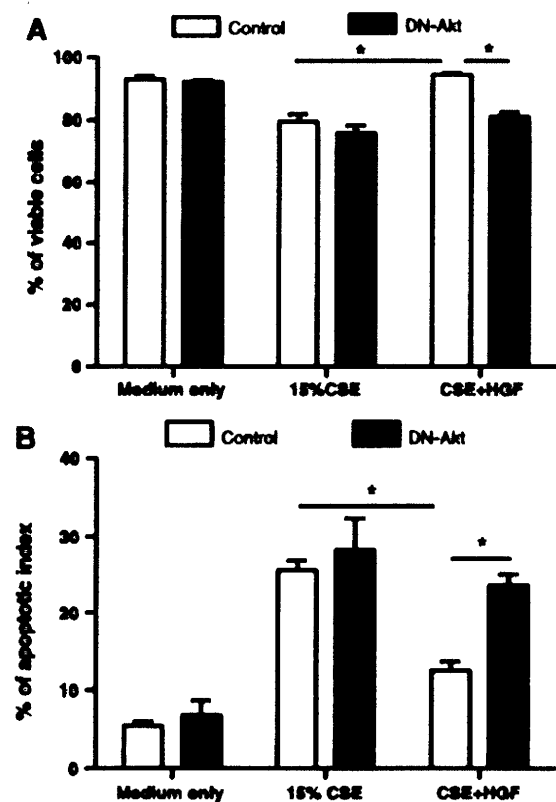 A
Control DN-Akt
* *
100
80
60
40
20
0
% of viable cells
Medium only 15%CSE CSE+HGF
B
Control DN-Akt
40
30
20
10
0
* *
% of apoptotic index
Medium only 15% CSE CSE+HGF